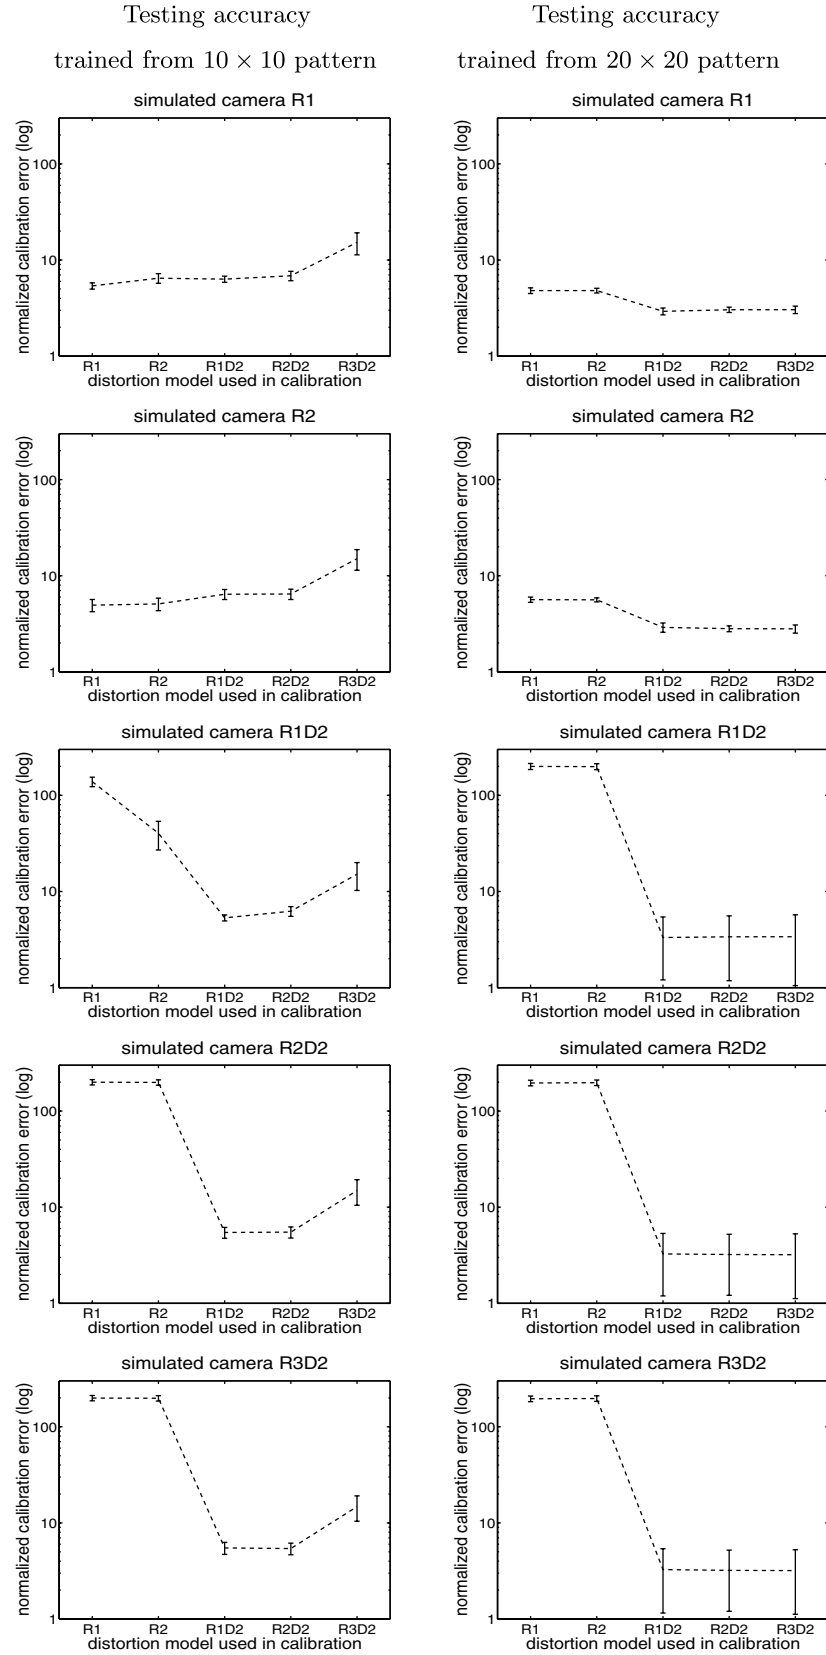 Testing accuracy
trained from 10 × 10 pattern
Testing accuracy
trained from 20 × 20 pattern
simulated camera R1
normalized calibration error (log)
100
10
1
R1 R2 R1D2 R2D2 R3D2
distortion model used in calibration
simulated camera R1
normalized calibration error (log)
100
10
1
R1 R2 R1D2 R2D2 R3D2
distortion model used in calibration
simulated camera R2
normalized calibration error (log)
100
10
1
R1 R2 R1D2 R2D2 R3D2
distortion model used in calibration
simulated camera R2
normalized calibration error (log)
100
10
1
R1 R2 R1D2 R2D2 R3D2
distortion model used in calibration
simulated camera R1D2
normalized calibration error (log)
100
10
1
R1 R2 R1D2 R2D2 R3D2
distortion model used in calibration
simulated camera R1D2
normalized calibration error (log)
100
10
1
R1 R2 R1D2 R2D2 R3D2
distortion model used in calibration
simulated camera R2D2
normalized calibration error (log)
100
10
1
R1 R2 R1D2 R2D2 R3D2
distortion model used in calibration
simulated camera R2D2
normalized calibration error (log)
100
10
1
R1 R2 R1D2 R2D2 R3D2
distortion model used in calibration
simulated camera R3D2
normalized calibration error (log)
100
10
1
R1 R2 R1D2 R2D2 R3D2
distortion model used in calibration
simulated camera R3D2
normalized calibration error (log)
100
10
1
R1 R2 R1D2 R2D2 R3D2
distortion model used in calibration